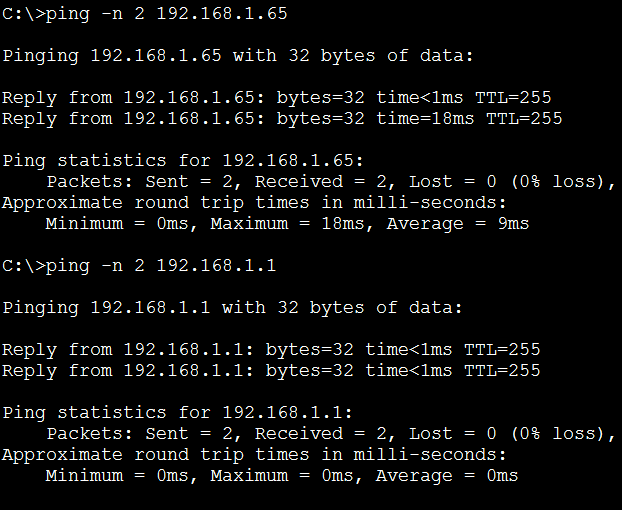 C:\>ping -n 2 192.168.1.65
Pinging 192.168.1.65 with 32 bytes of data:
Reply from 192.168.1.65: bytes=32 time<1ms TTL=255
Reply from 192.168.1.65: bytes=32 time=18ms TTL=255
Ping statistics for 192.168.1.65:
    Packets: Sent = 2, Received = 2, Lost = 0 (0% loss),
Approximate round trip times in milli-seconds:
    Minimum = 0ms, Maximum = 18ms, Average = 9ms
C:\>ping -n 2 192.168.1.1
Pinging 192.168.1.1 with 32 bytes of data:
Reply from 192.168.1.1: bytes=32 time<1ms TTL=255
Reply from 192.168.1.1: bytes=32 time<1ms TTL=255
Ping statistics for 192.168.1.1:
    Packets: Sent = 2, Received = 2, Lost = 0 (0% loss),
Approximate round trip times in milli-seconds:
    Minimum = 0ms, Maximum = 0ms, Average = 0ms